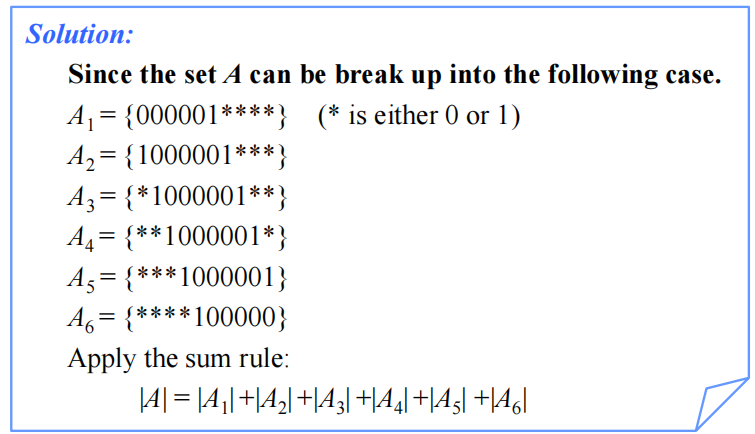 Solution:
Since the set A can be break up into the following case.
A₁ = {000001****} (* is either 0 or 1)
A₂ = {1000001***}
A₃ = {*1000001**}
A₄ = {**1000001*}
A₅ = {***1000001}
A₆ = {****100000}
Apply the sum rule:
|A| = |A₁|+|A₂|+|A₃| +|A₄|+|A₅| +|A₆|